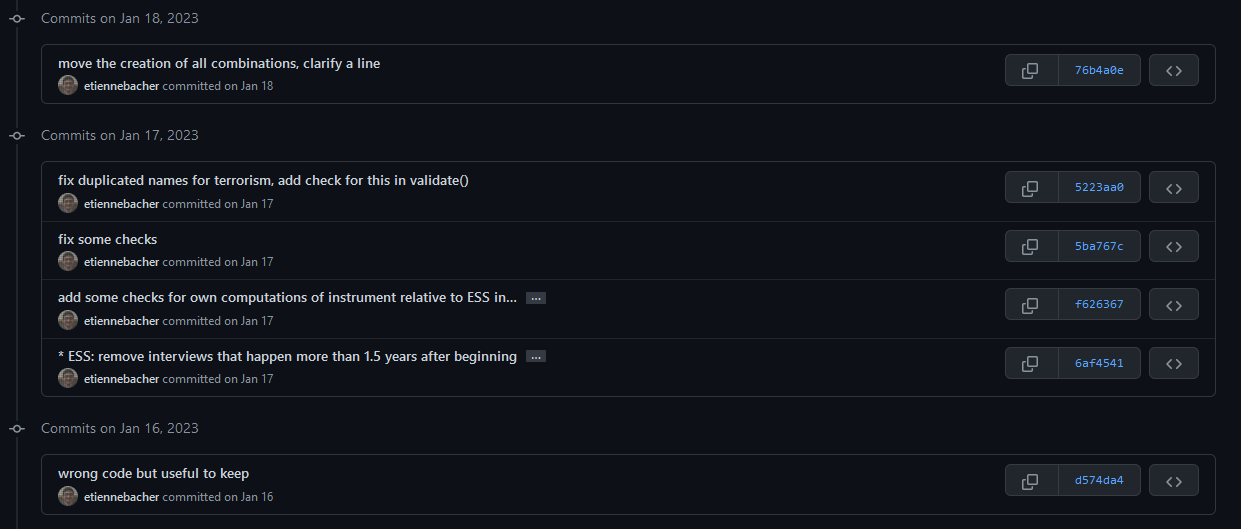 Commits on Jan 18, 2023
move the creation of all combinations, clarify a line
etiennebacher committed on Jan 18
76b4a0e
Commits on Jan 17, 2023
fix duplicated names for terrorism, add check for this in validate()
etiennebacher committed on Jan 17
5223aa0
fix some checks
etiennebacher committed on Jan 17
5ba767c
add some checks for own computations of instrument relative to ESS in... ...
etiennebacher committed on Jan 17
f626367
* ESS: remove interviews that happen more than 1.5 years after beginning ...
etiennebacher committed on Jan 17
6af4541
Commits on Jan 16, 2023
wrong code but useful to keep
etiennebacher committed on Jan 16
d574da4